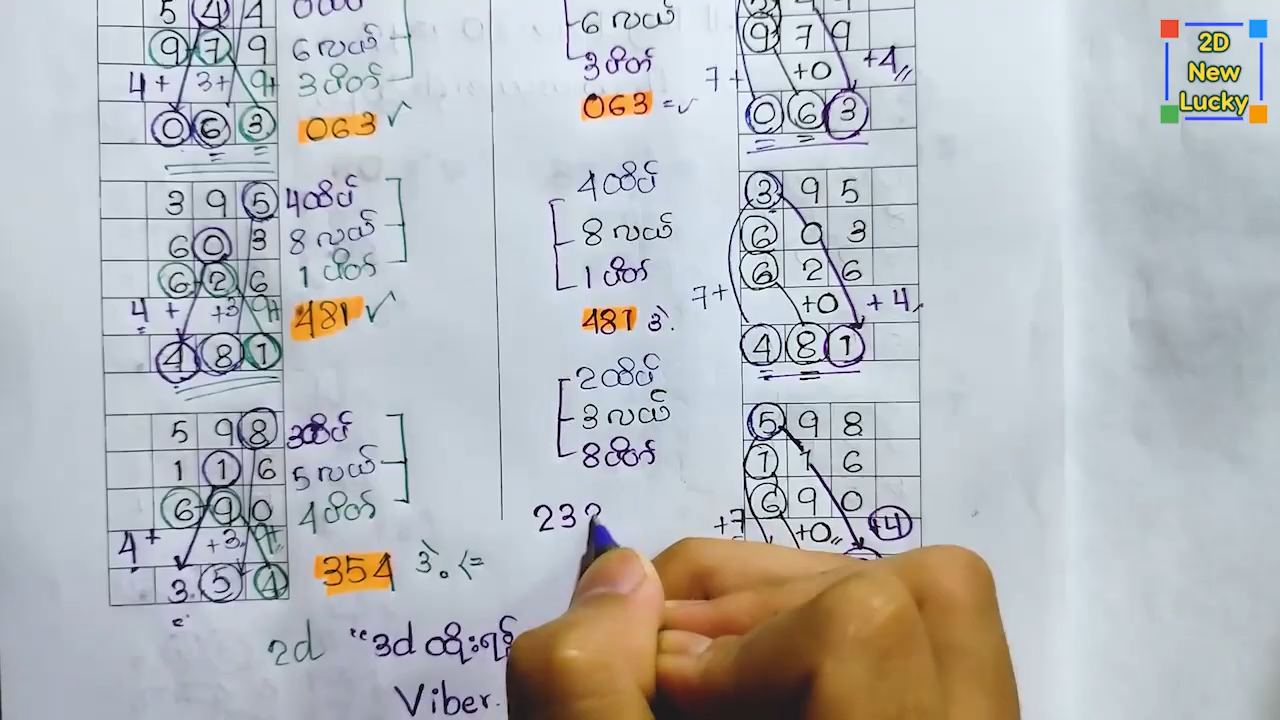 5 4 4
9 7 9
4+ 3+ 9+
0 6 3
6 လယ်
3 ပိတ်
063 ✓
3 9 5
6 0 3
6 2 6
4 + +3 9+
4 8 1
4 ထိပ်
8 လယ်
1 ပိတ်
481 ✓
5 9 8
1 1 6
6 9 0
4+ +3 9+
3 5 4
3 ထိပ်
5 လယ်
4 ပိတ်
354 ဒဲ့. <=
2d "3d ထိုးရန်
Viber.
6 လယ်
3 ပိတ်
063 = ✓
4 ထိပ်
8 လယ်
1 ပိတ်
481 ဒဲ့.
2 ထိပ်
3 လယ်
8 ပိတ်
23
9 7 9
7+ +0 +4
0 6 3
3 9 5
6 0 3
6 2 6
7+ +0 +4
4 8 1
5 9 8
1 1 6
6 9 0
+7 +0 +4
2D
New
Lucky